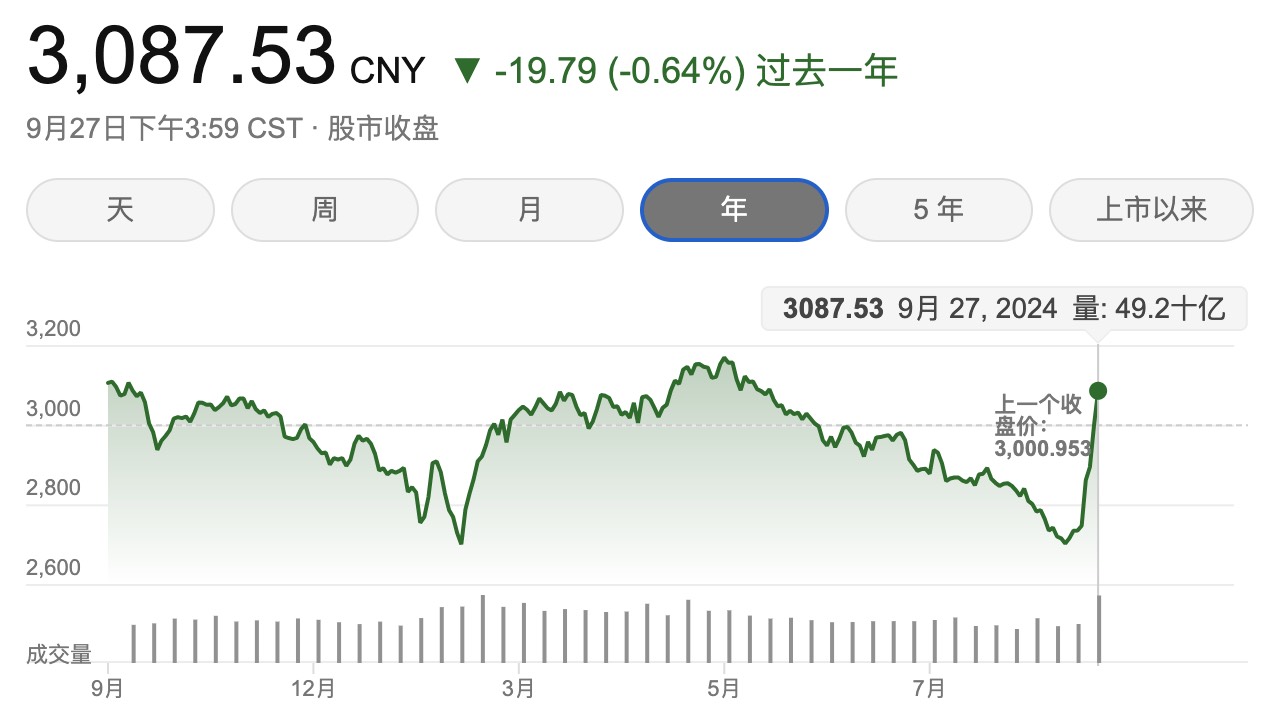 3,087.53 CNY ▼ -19.79 (-0.64%) 过去一年
9月27日下午3:59 CST · 股市收盘
天 周 月 年 5 年 上市以来
3087.53 9月 27, 2024 量: 49.2十亿
3,200
上一个收
盘价：
3,000.953
3,000
2,800
2,600
成交量
9月 12月 3月 5月 7月